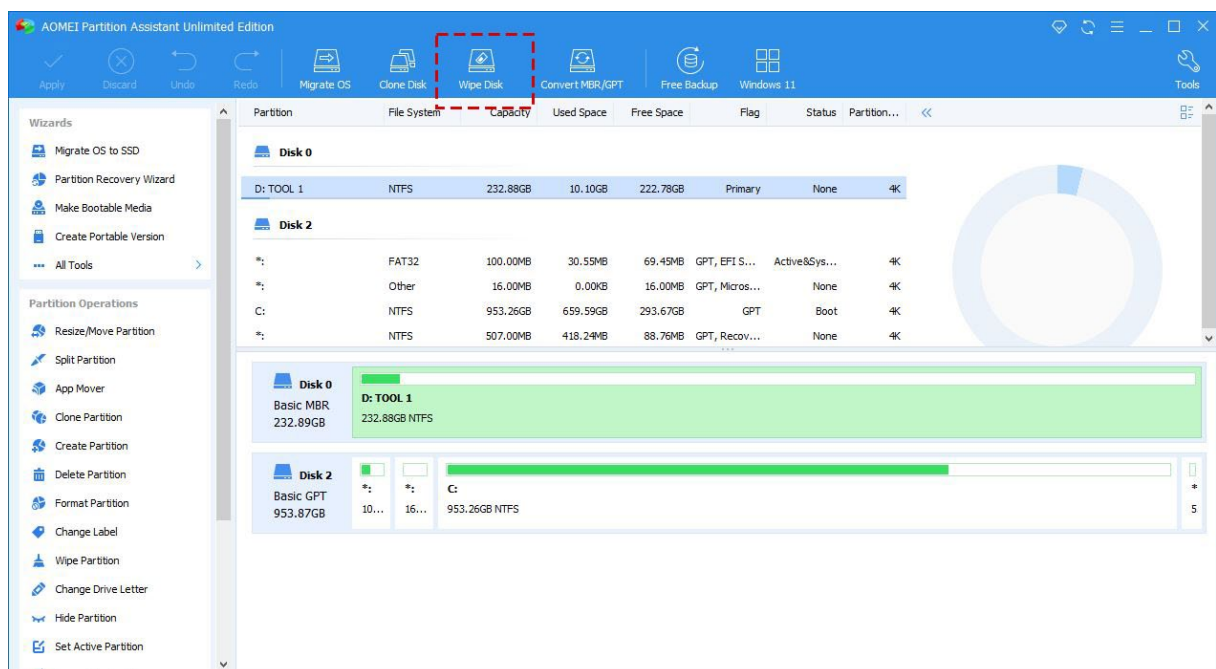 AOMEI Partition Assistant Unlimited Edition
Apply Discard Undo Redo Migrate OS Clone Disk Wipe Disk Convert MBR/GPT Free Backup Windows 11 Tools
Wizards
Migrate OS to SSD
Partition Recovery Wizard
Make Bootable Media
Create Portable Version
All Tools
Partition Operations
Resize/Move Partition
Split Partition
App Mover
Clone Partition
Create Partition
Delete Partition
Format Partition
Change Label
Wipe Partition
Change Drive Letter
Hide Partition
Set Active Partition
Partition File System Capacity Used Space Free Space Flag Status Partition...
Disk 0
D: TOOL 1 NTFS 232.88GB 10.10GB 222.78GB Primary None 4K
Disk 2
*: FAT32 100.00MB 30.55MB 69.45MB GPT, EFI S... Active&Sys... 4K
*: Other 16.00MB 0.00KB 16.00MB GPT, Micros... None 4K
C: NTFS 953.26GB 659.59GB 293.67GB GPT Boot 4K
*: NTFS 507.00MB 418.24MB 88.76MB GPT, Recov... None 4K
Disk 0
Basic MBR
232.89GB
D: TOOL 1
232.88GB NTFS
Disk 2
Basic GPT
953.87GB
*: *: C: *
10... 16... 953.26GB NTFS 5